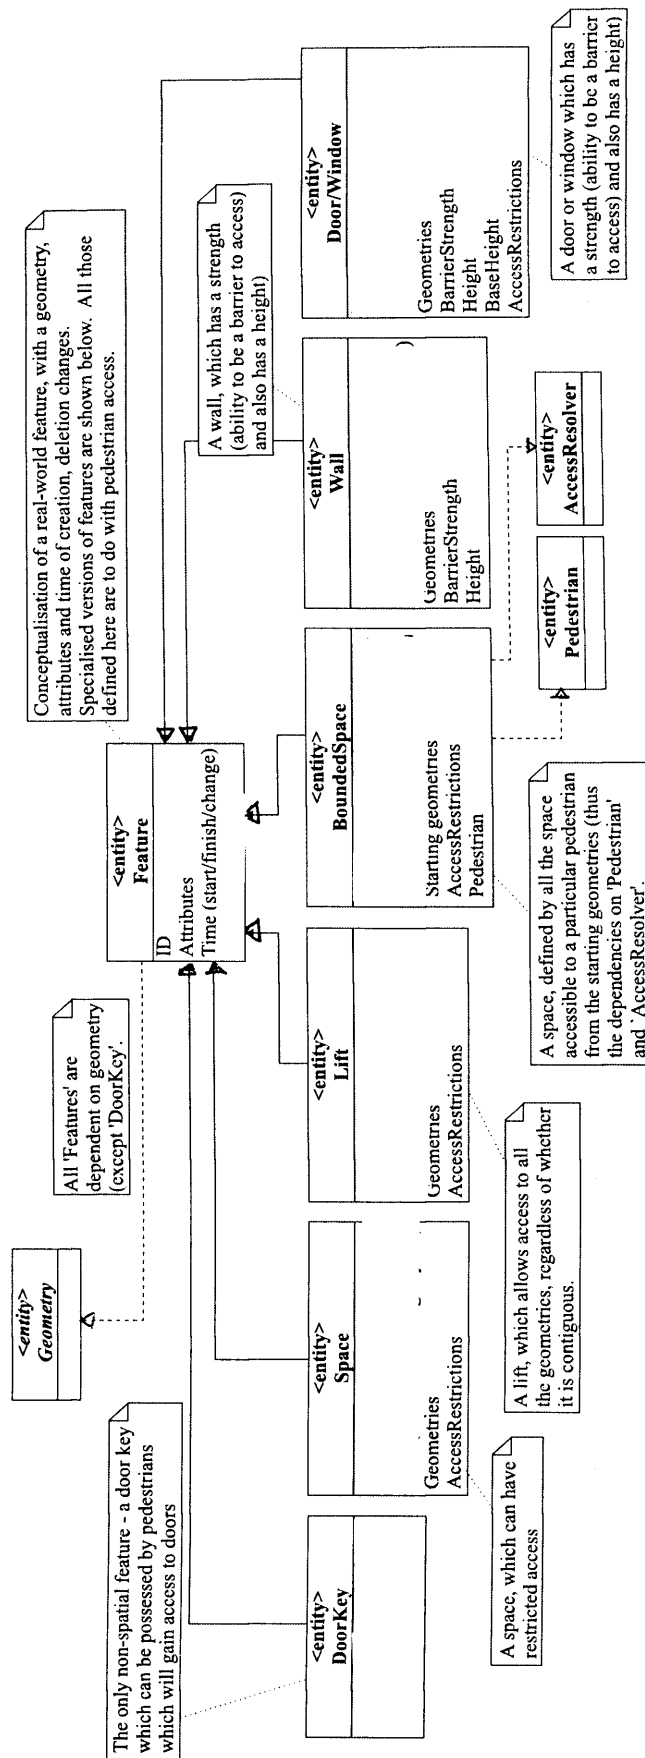 <entity>
Geometry
All 'Features' are
dependent on geometry
(except 'DoorKey'.
Conceptualisation of a real-world feature, with a geometry,
attributes and time of creation, deletion changes.
Specialised versions of features are shown below. All those
defined here are to do with pedestrian access.
The only non-spatial feature - a door key
which can be possessed by pedestrians
which will gain access to doors
<entity>
Feature
ID
Attributes
Time (start/finish/change)
A wall, which has a strength
(ability to be a barrier to access)
and also has a height)
<entity>
DoorKey
<entity>
Space
Geometries
AccessRestrictions
<entity>
Lift
Geometries
AccessRestrictions
<entity>
BoundedSpace
Starting geometries
AccessRestrictions
Pedestrian
<entity>
Wall
Geometries
BarrierStrength
Height
)
<entity>
Door/Window
Geometries
BarrierStrength
Height
BaseHeight
AccessRestrictions
A space, which can have
restricted access
A lift, which allows access to all
the geometries, regardless of whether
it is contiguous.
A space, defined by all the space
accessible to a particular pedestrian
from the starting geometries (thus
the dependencies on 'Pedestrian'
and 'AccessResolver'.
<entity>
Pedestrian
<entity>
AccessResolver
A door or window which has
a strength (ability to be a barrier
to access) and also has a height)